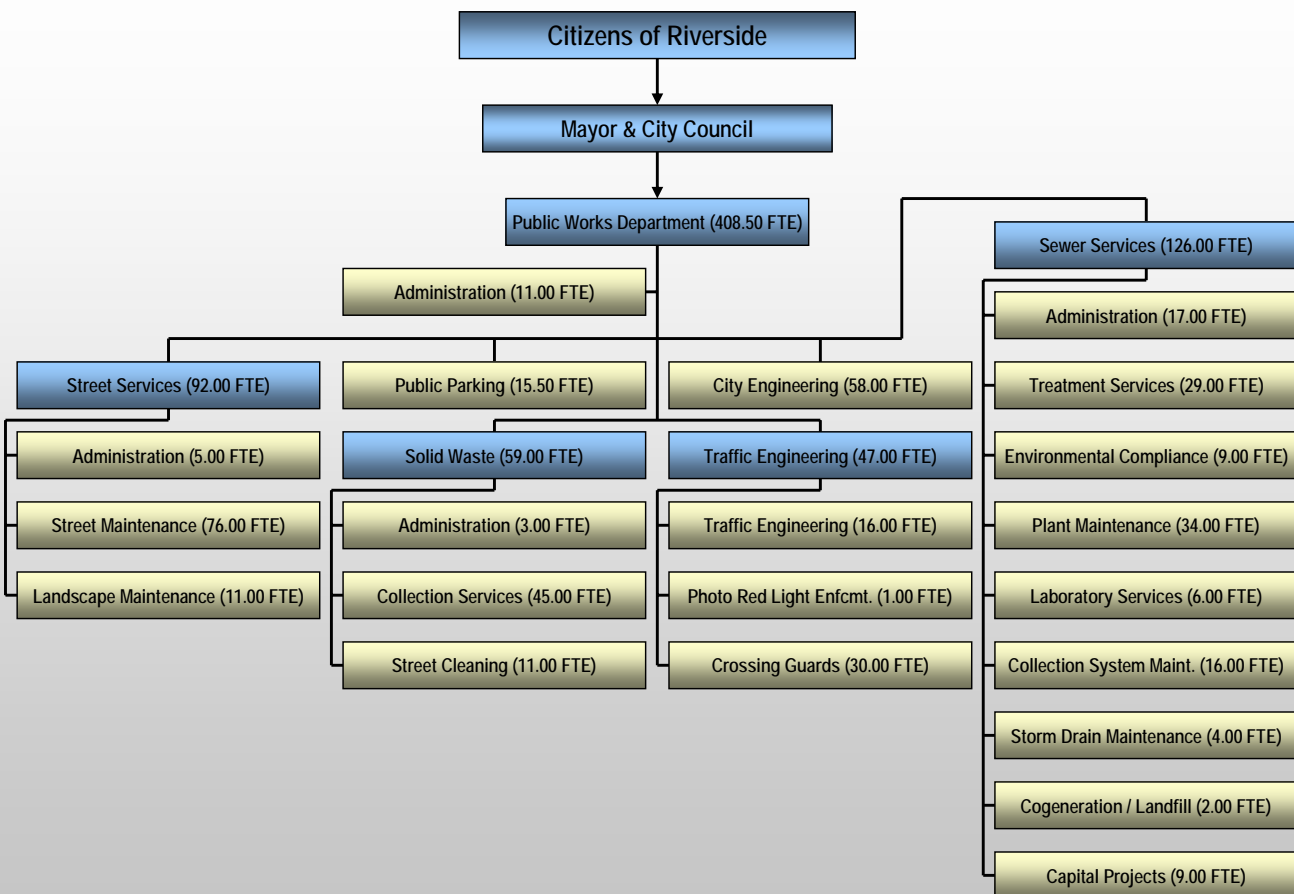 Citizens of Riverside
Mayor & City Council
Public Works Department (408.50 FTE)
Administration (11.00 FTE)
Street Services (92.00 FTE)
Administration (5.00 FTE)
Street Maintenance (76.00 FTE)
Landscape Maintenance (11.00 FTE)
Public Parking (15.50 FTE)
City Engineering (58.00 FTE)
Solid Waste (59.00 FTE)
Administration (3.00 FTE)
Collection Services (45.00 FTE)
Street Cleaning (11.00 FTE)
Traffic Engineering (47.00 FTE)
Traffic Engineering (16.00 FTE)
Photo Red Light Enfcmt. (1.00 FTE)
Crossing Guards (30.00 FTE)
Sewer Services (126.00 FTE)
Administration (17.00 FTE)
Treatment Services (29.00 FTE)
Environmental Compliance (9.00 FTE)
Plant Maintenance (34.00 FTE)
Laboratory Services (6.00 FTE)
Collection System Maint. (16.00 FTE)
Storm Drain Maintenance (4.00 FTE)
Cogeneration / Landfill (2.00 FTE)
Capital Projects (9.00 FTE)